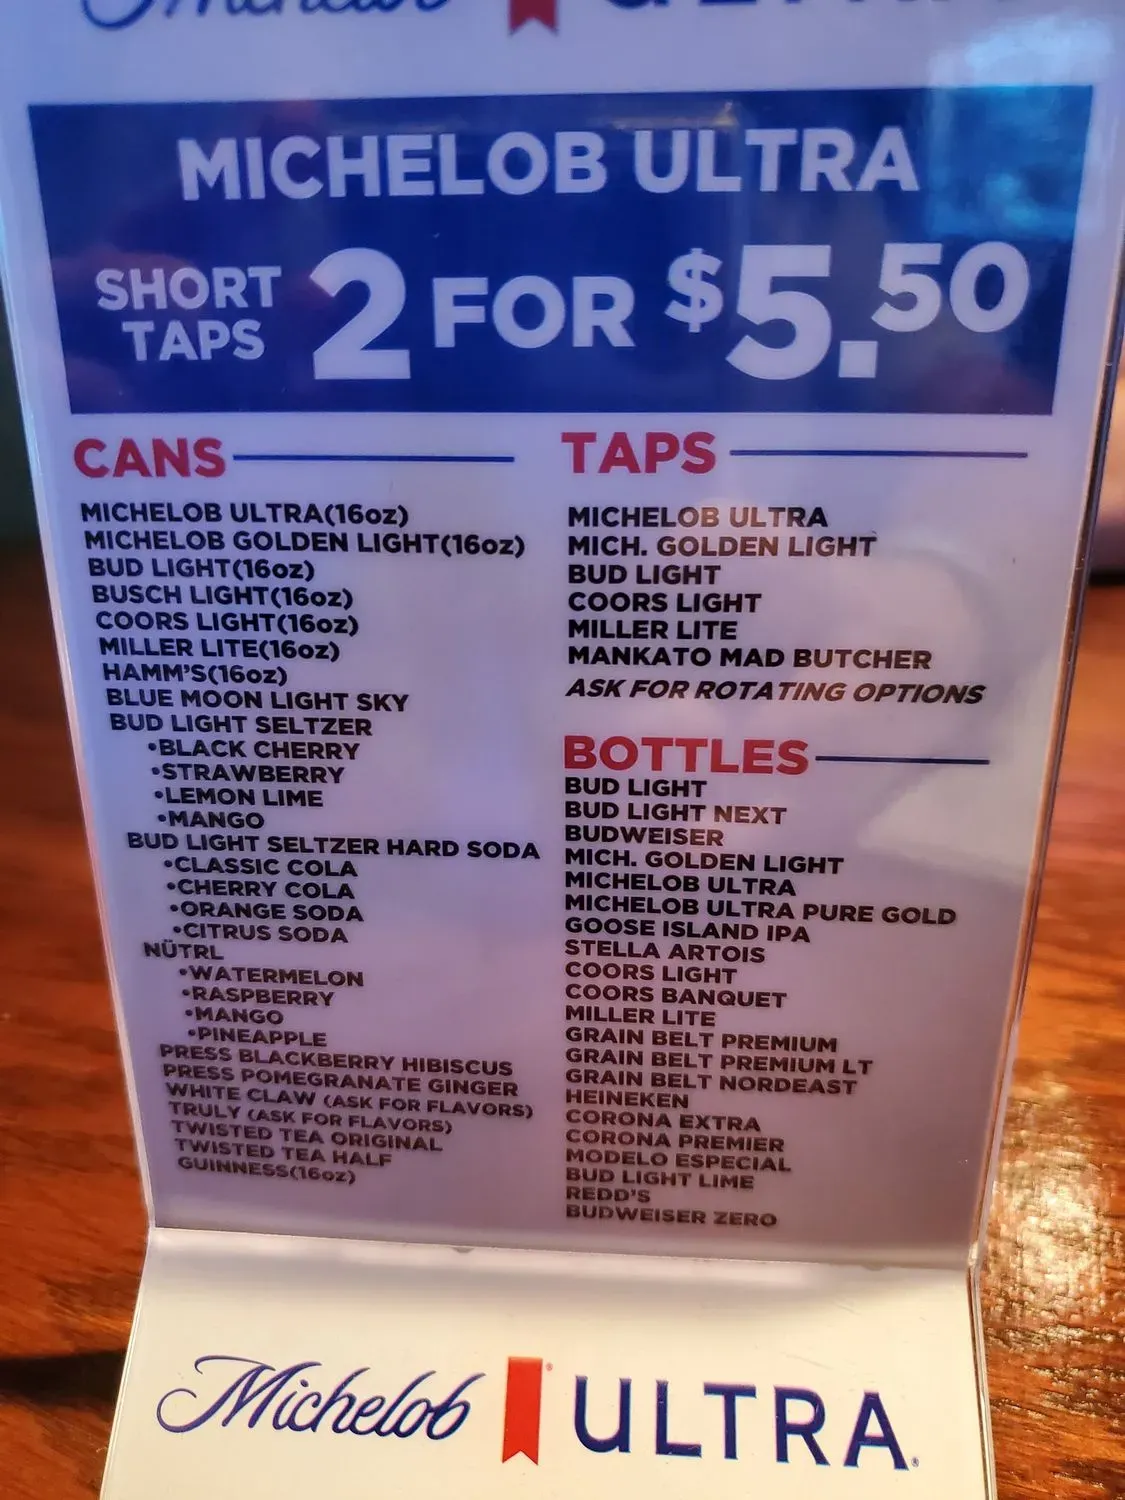 Michelob ULTRA
MICHELOB ULTRA
SHORT TAPS 2 FOR $5.50
CANS
MICHELOB ULTRA(16oz)
MICHELOB GOLDEN LIGHT(16oz)
BUD LIGHT(16oz)
BUSCH LIGHT(16oz)
COORS LIGHT(16oz)
MILLER LITE(16oz)
HAMM'S(16oz)
BLUE MOON LIGHT SKY
BUD LIGHT SELTZER
•BLACK CHERRY
•STRAWBERRY
•LEMON LIME
•MANGO
BUD LIGHT SELTZER HARD SODA
•CLASSIC COLA
•CHERRY COLA
•ORANGE SODA
•CITRUS SODA
NÜTRL
•WATERMELON
•RASPBERRY
•MANGO
•PINEAPPLE
PRESS BLACKBERRY HIBISCUS
PRESS POMEGRANATE GINGER
WHITE CLAW (ASK FOR FLAVORS)
TRULY (ASK FOR FLAVORS)
TWISTED TEA ORIGINAL
TWISTED TEA HALF
GUINNESS(16oz)
TAPS
MICHELOB ULTRA
MICH. GOLDEN LIGHT
BUD LIGHT
COORS LIGHT
MILLER LITE
MANKATO MAD BUTCHER
ASK FOR ROTATING OPTIONS
BOTTLES
BUD LIGHT
BUD LIGHT NEXT
BUDWEISER
MICH. GOLDEN LIGHT
MICHELOB ULTRA
MICHELOB ULTRA PURE GOLD
GOOSE ISLAND IPA
STELLA ARTOIS
COORS LIGHT
COORS BANQUET
MILLER LITE
GRAIN BELT PREMIUM
GRAIN BELT PREMIUM LT
GRAIN BELT NORDEAST
HEINEKEN
CORONA EXTRA
CORONA PREMIER
MODELO ESPECIAL
BUD LIGHT LIME
REDD'S
BUDWEISER ZERO
Michelob ULTRA